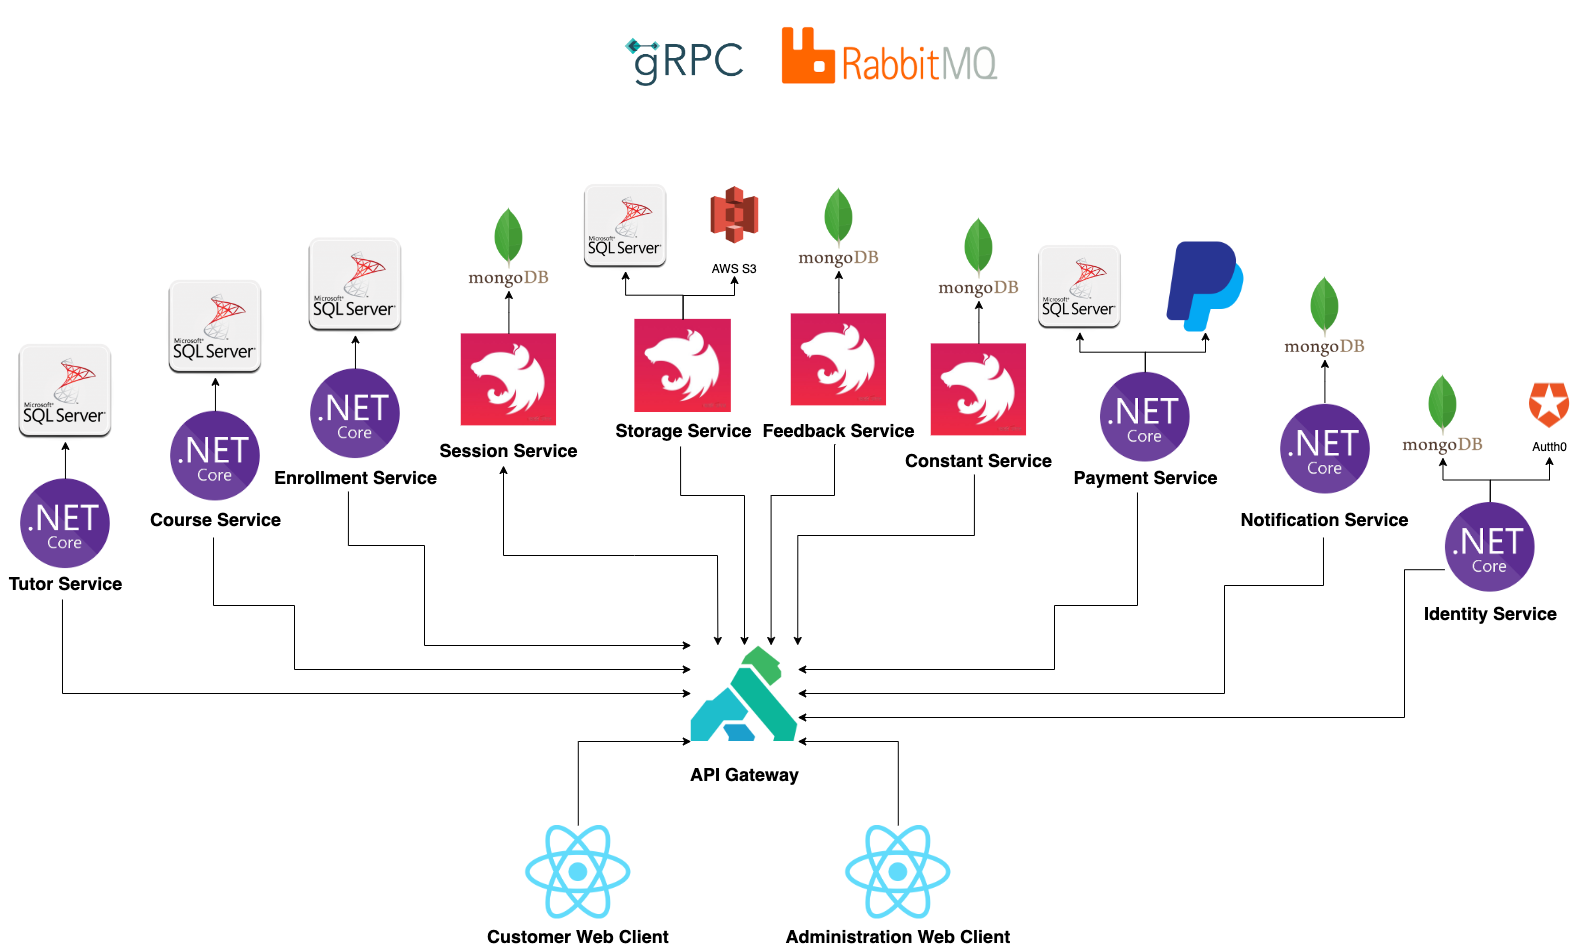 gRPC
RabbitMQ
Microsoft®
SQL Server®
AWS S3
mongoDB
mongoDB
Microsoft®
SQL Server®
mongoDB
mongoDB
Microsoft®
SQL Server®
Microsoft®
SQL Server®
mongoDB
Microsoft®
SQL Server®
mongoDB
Autth0
.NET
Core
Storage Service
Feedback Service
Session Service
Constant Service
.NET
Core
Enrollment Service
Payment Service
.NET
Core
Course Service
.NET
Core
Notification Service
.NET
Core
Tutor Service
.NET
Core
Identity Service
API Gateway
Customer Web Client
Administration Web Client